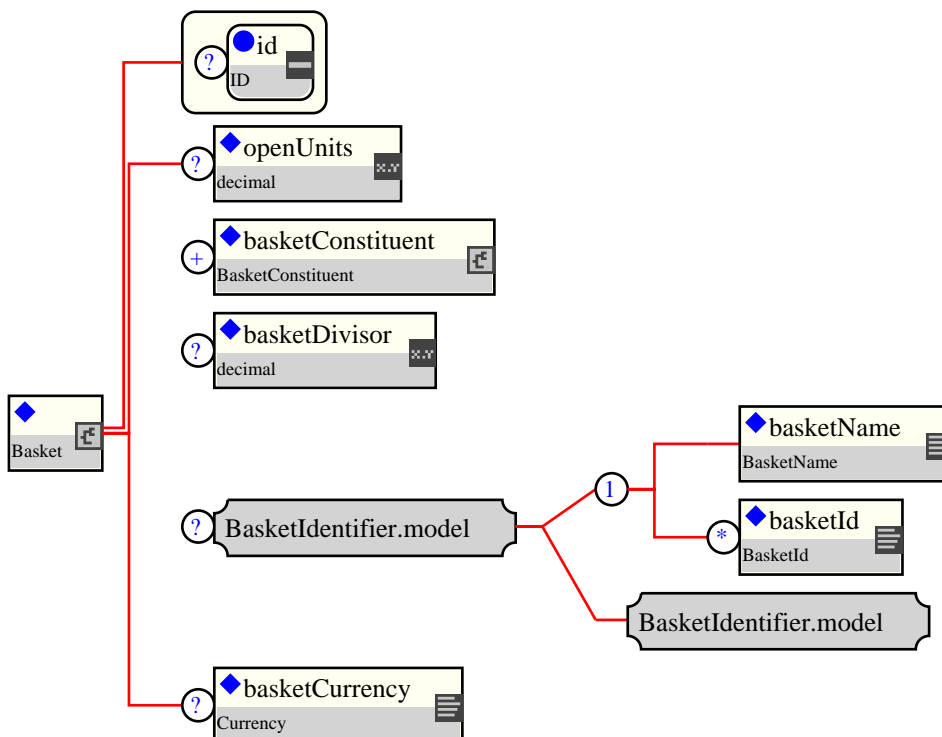 ?
id
ID
openUnits
?
decimal
basketConstituent
+
BasketConstituent
basketDivisor
?
decimal
Basket
basketName
BasketName
1
?
BasketIdentifier.model
basketId
*
BasketId
BasketIdentifier.model
basketCurrency
?
Currency
x.Y
x.Y